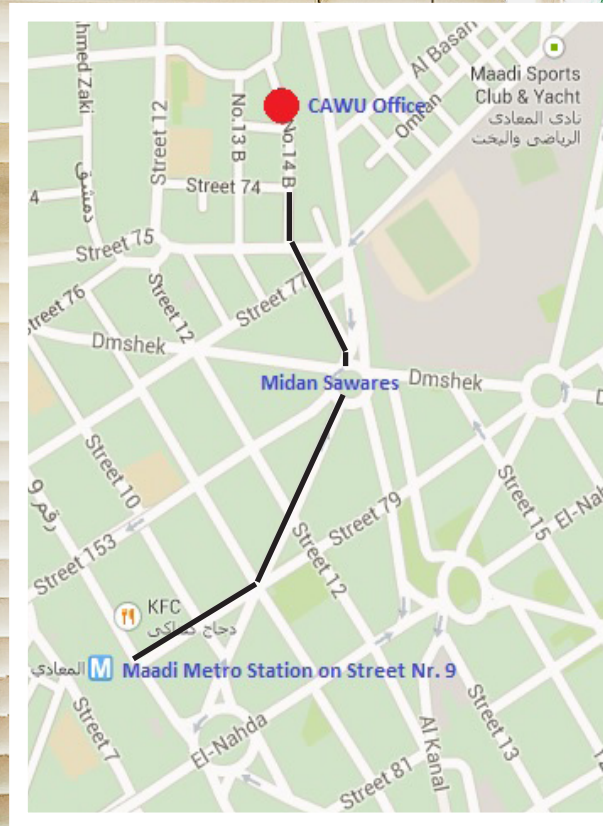 Al Basan
Maadi Sports
Club & Yacht
نادى المعادى
الرياضى واليخت
hmed Zaki
Street 12
No.13 B
CAWU Office
No.14 B
Omran
Street 74
4
دمشق
Street 75
Street 77
treet 76
Street 12
Dmshek
Midan Sawares
Dmshek
D
Street 10
رقم 9
Street 79
Street 15
El-Nah
Street 153
Street 12
KFC
دجاج كنتاكى
المعادي
M
Maadi Metro Station on Street Nr. 9
Street 7
El-Nahda
Al Kanal
Street 13
Street 81
12